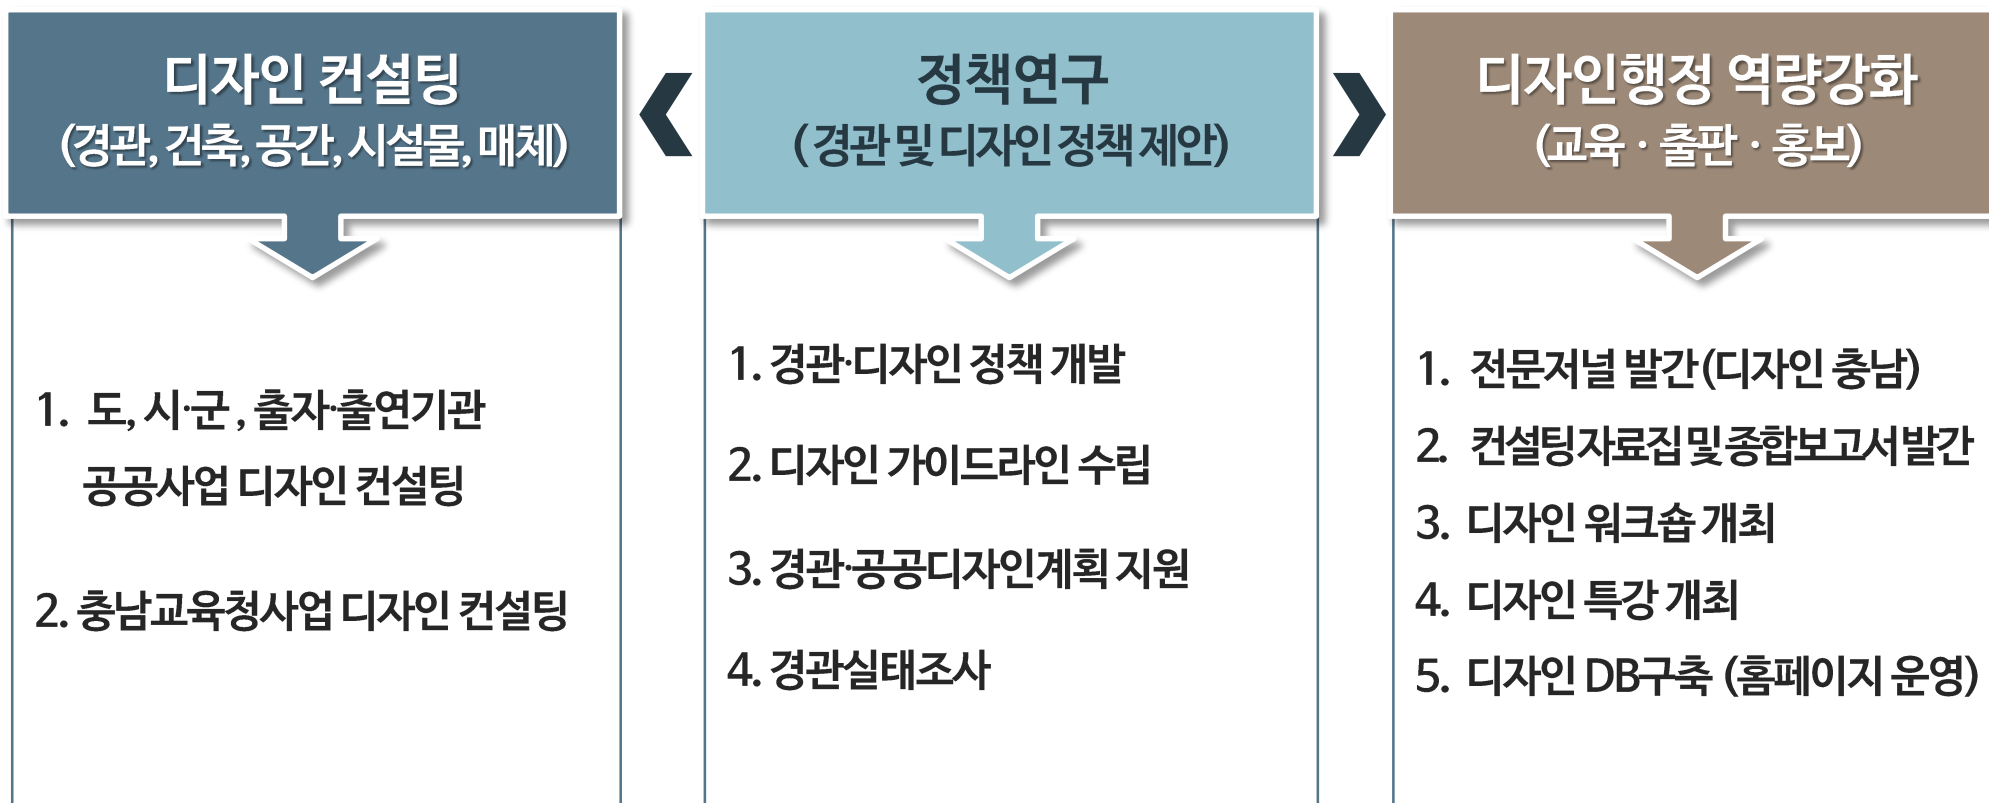 디자인 컨설팅
(경관, 건축, 공간, 시설물, 매체)
1. 도, 시·군 , 출자·출연기관
공공사업 디자인 컨설팅
2. 충남교육청사업 디자인 컨설팅
정책연구
( 경관 및 디자인 정책 제안)
1. 경관·디자인 정책 개발
2. 디자인 가이드라인 수립
3. 경관·공공디자인계획 지원
4. 경관실태조사
디자인행정 역량강화
(교육 · 출판 · 홍보)
1. 전문저널 발간(디자인 충남)
2. 컨설팅자료집 및 종합보고서 발간
3. 디자인 워크숍 개최
4. 디자인 특강 개최
5. 디자인 DB구축 (홈페이지 운영)